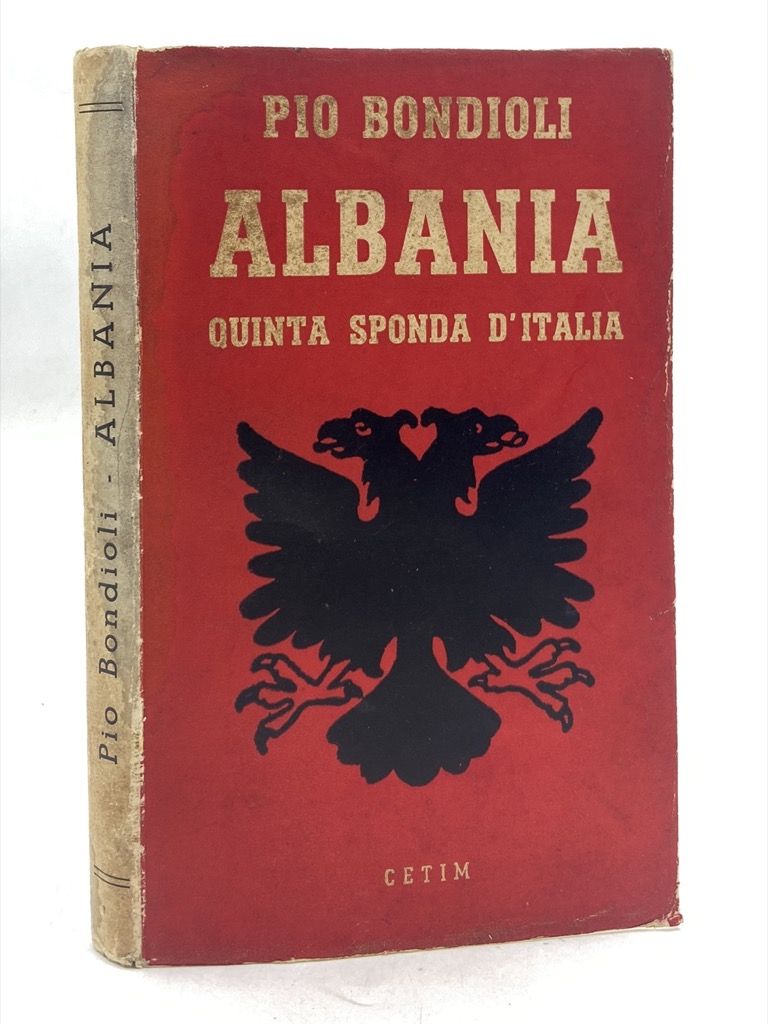 PIO BONDIOLI
ALBANIA
QUINTA SPONDA D'ITALIA
CETIM
Pio Bondioli - ALBANIA